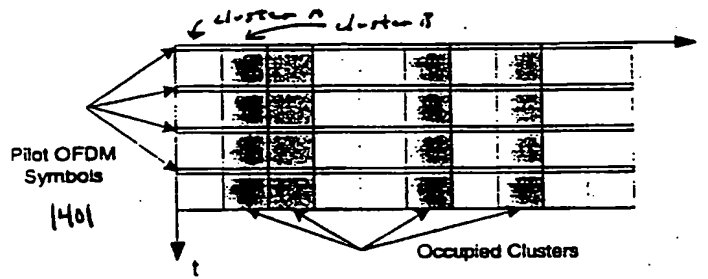 cluster A
cluster B
Pilot OFDM
Symbols
1401
Occupied Clusters
t